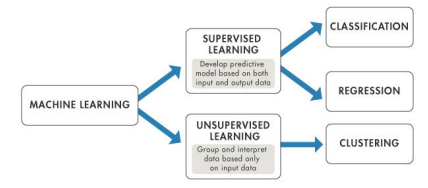 MACHINE LEARNING
SUPERVISED
LEARNING
Develop predictive
model based on both
input and output data
UNSUPERVISED
LEARNING
Group and interpret
data based only
on input data
CLASSIFICATION
REGRESSION
CLUSTERING